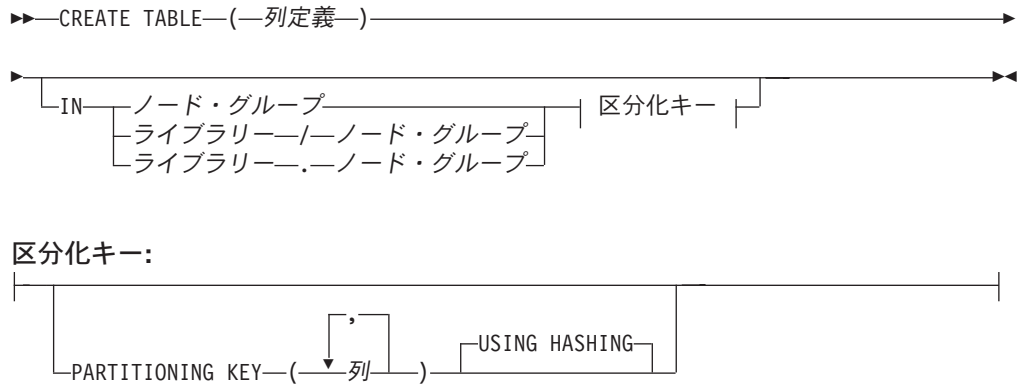 CREATE TABLE ( 列定義 )
IN ノード・グループ 区分化キー
ライブラリー / ノード・グループ
ライブラリー . ノード・グループ
区分化キー:
,
USING HASHING
PARTITIONING KEY ( 列 )